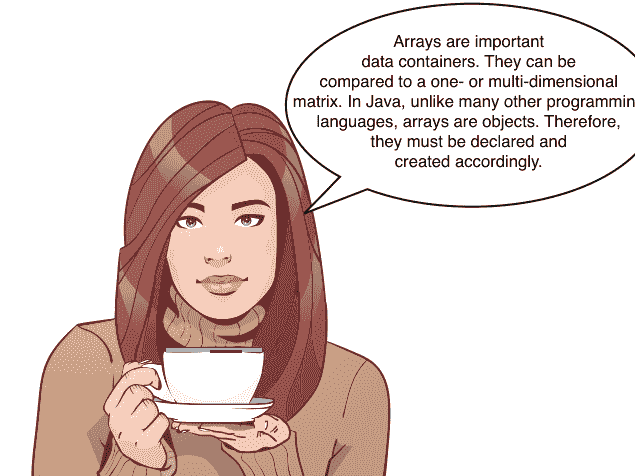 Arrays are important
data containers. They can be
compared to a one- or multi-dimensional
matrix. In Java, unlike many other programmin
languages, arrays are objects. Therefore,
they must be declared and
created accordingly.